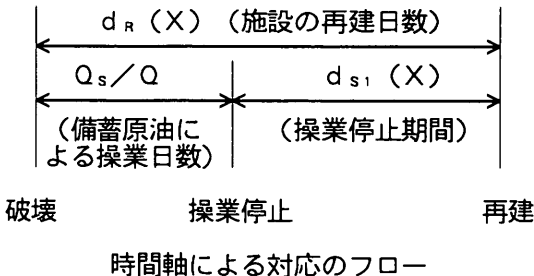 d R (X) (施設の再建日数)
Q S／Q d S1 (X)
(備蓄原油に
よる操業日数) (操業停止期間)
破壊 操業停止 再建
時間軸による対応のフロー